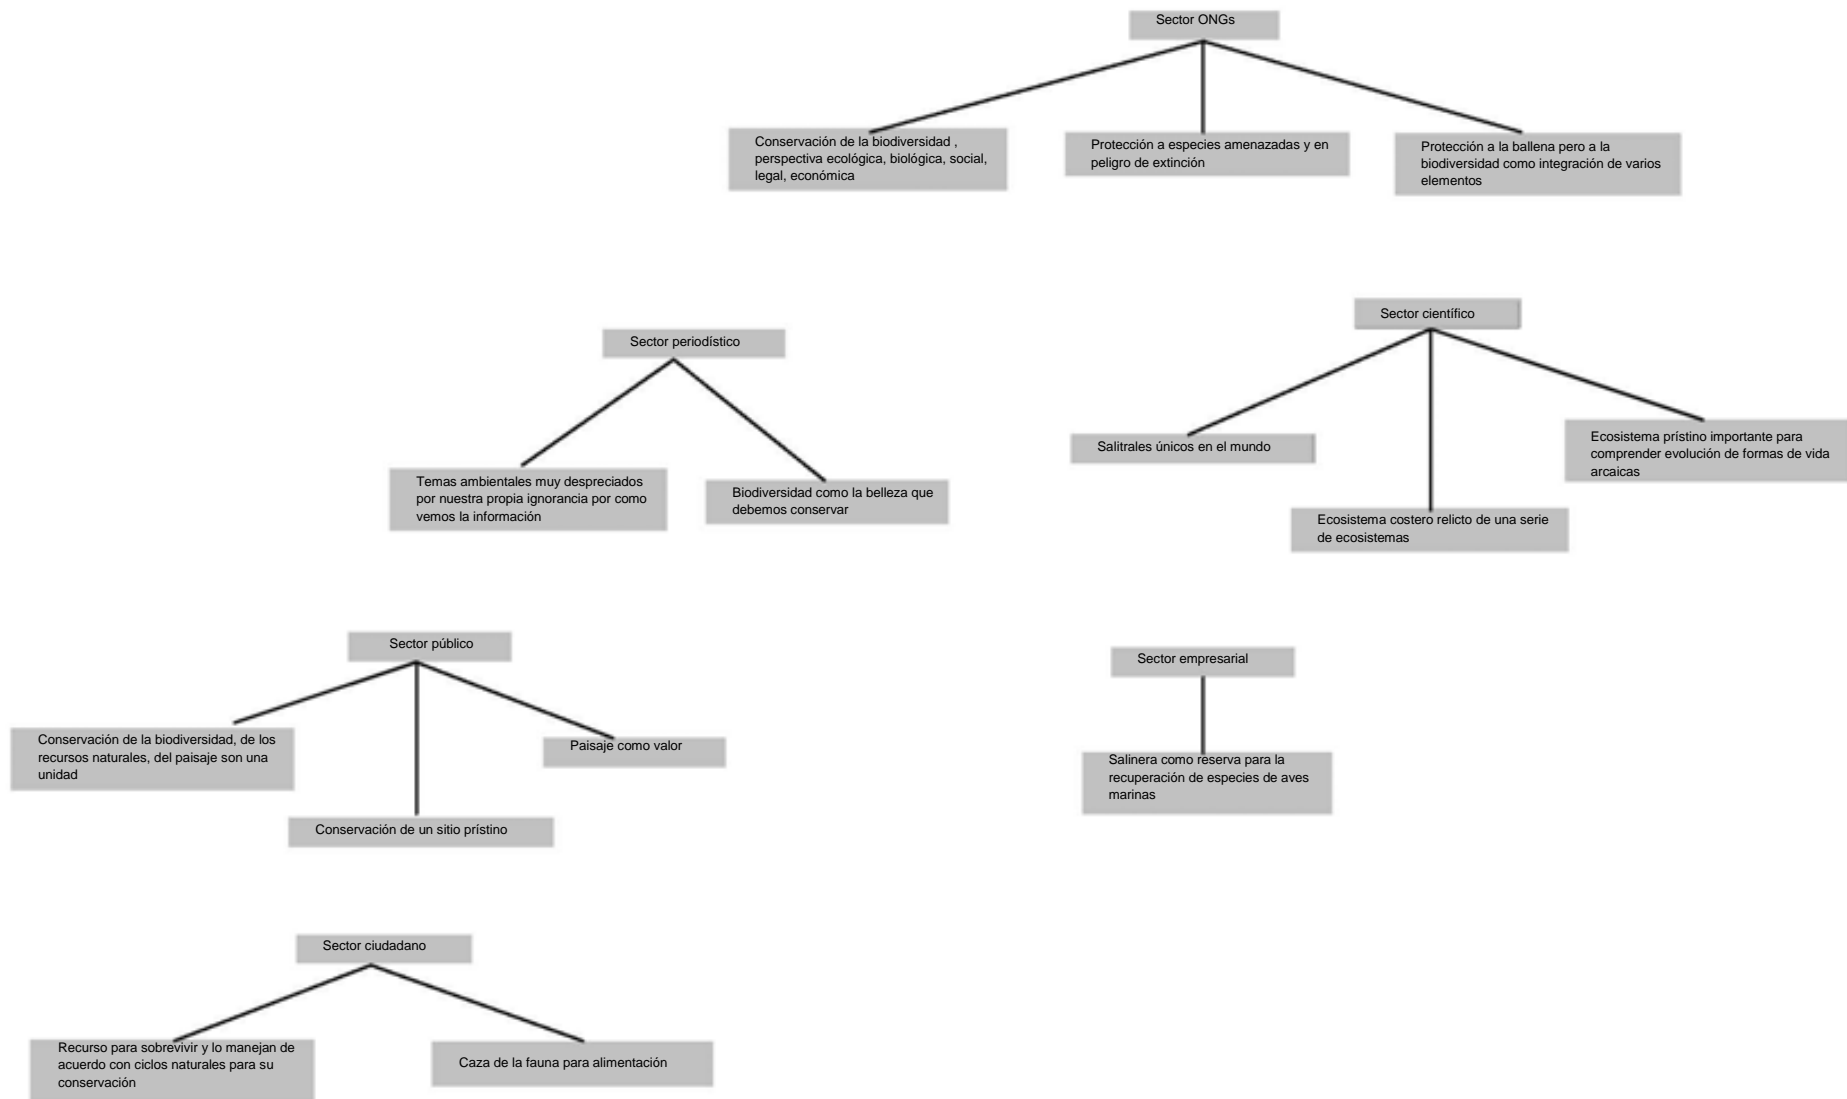 Sector ONGs
Conservación de la biodiversidad ,
perspectiva ecológica, biológica, social,
legal, económica
Protección a especies amenazadas y en
peligro de extinción
Protección a la ballena pero a la
biodiversidad como integración de varios
elementos
Sector periodístico
Temas ambientales muy despreciados
por nuestra propia ignorancia por como
vemos la información
Biodiversidad como la belleza que
debemos conservar
Sector científico
Salitrales únicos en el mundo
Ecosistema costero relicto de una serie
de ecosistemas
Ecosistema prístino importante para
comprender evolución de formas de vida
arcaicas
Sector público
Conservación de la biodiversidad, de los
recursos naturales, del paisaje son una
unidad
Conservación de un sitio prístino
Paisaje como valor
Sector empresarial
Salinera como reserva para la
recuperación de especies de aves
marinas
Sector ciudadano
Recurso para sobrevivir y lo manejan de
acuerdo con ciclos naturales para su
conservación
Caza de la fauna para alimentación